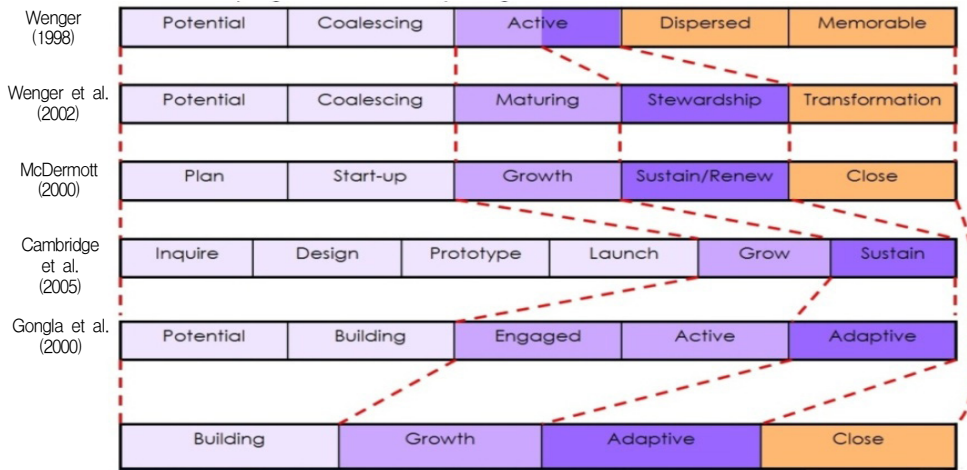 Wenger
(1998)
Potential Coalescing Active Dispersed Memorable
Wenger et al.
(2002)
Potential Coalescing Maturing Stewardship Transformation
McDermott
(2000)
Plan Start-up Growth Sustain/Renew Close
Cambridge
et al.
(2005)
Inquire Design Prototype Launch Grow Sustain
Gongla et al.
(2000)
Potential Building Engaged Active Adaptive
Building Growth Adaptive Close